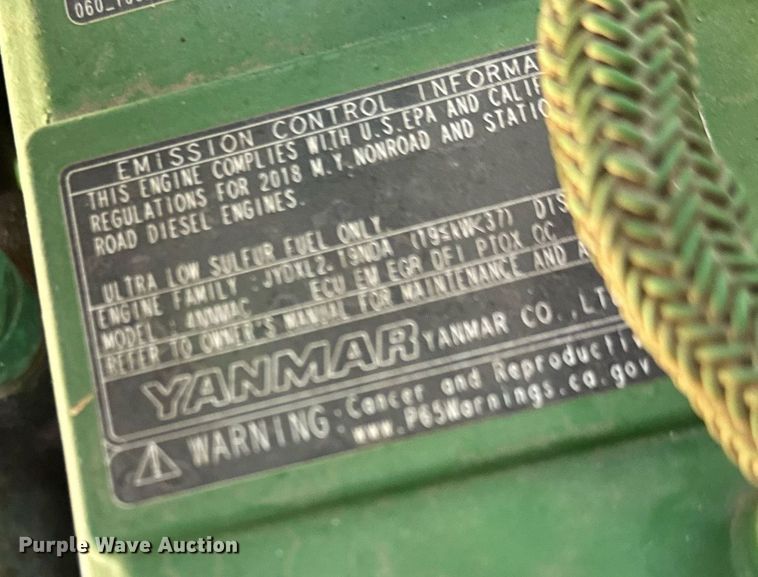 EMISSION CONTROL INFORMA
THIS ENGINE COMPLIES WITH U.S.EPA AND CALIF
REGULATIONS FOR 2018 M.Y.NONROAD AND STATIO
ROAD DIESEL ENGINES.
ULTRA LOW SULFUR FUEL ONLY.
ENGINE FAMILY : JYDXL2.19NDA (19≤kW<37) DIS
MODEL : ECU EM EGR DFI PTOX OC
REFER TO OWNER'S MANUAL FOR MAINTENANCE AND A
YANMAR YANMAR CO.,LT
WARNING: Cancer and Reproductiv
www.P65Warnings.ca.gov
Purple Wave Auction